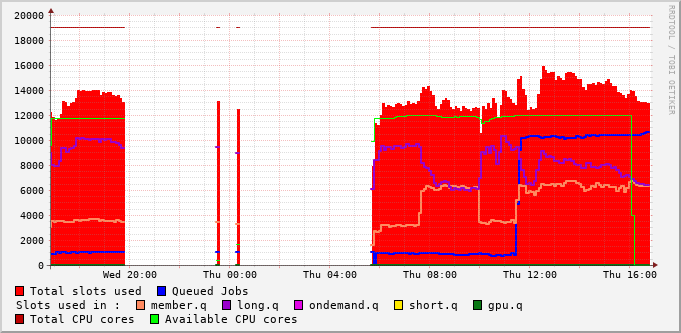 20000
18000
16000
14000
12000
10000
8000
6000
4000
2000
0
Wed 20:00 Thu 00:00 Thu 04:00 Thu 08:00 Thu 12:00 Thu 16:00
RRDTOOL / TOBI OETIKER
Total slots used Queued Jobs
Slots used in : member.q long.q ondemand.q short.q gpu.q
Total CPU cores Available CPU cores